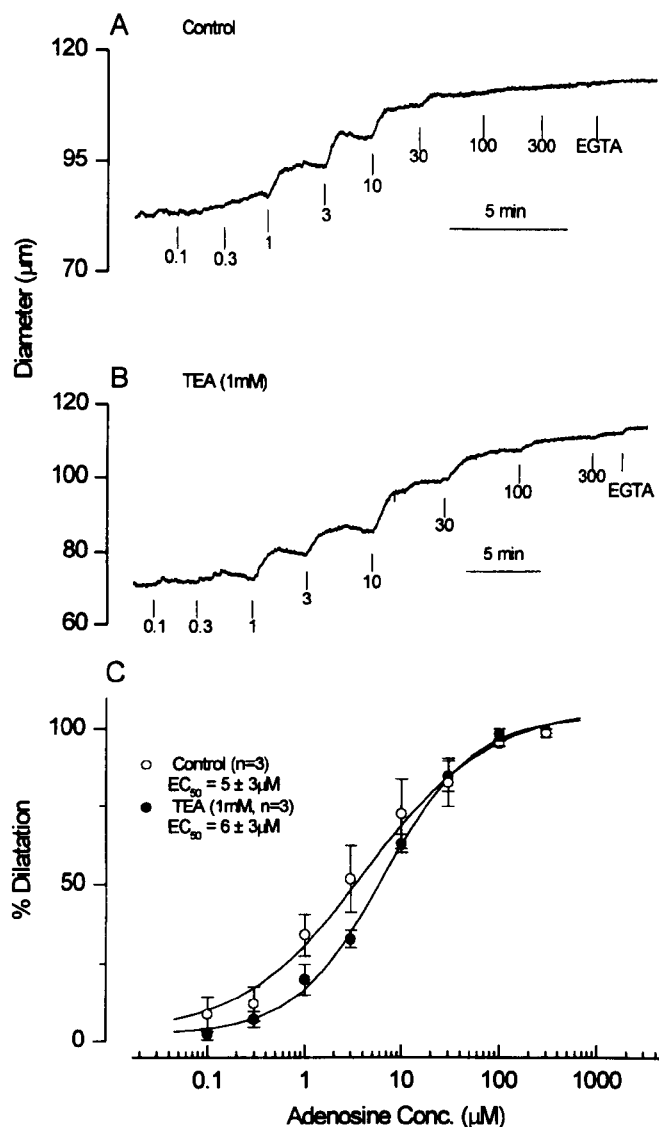 A Control
120
95
70
0.1 0.3 1 3 10 30 100 300 EGTA
5 min
Diameter (μm)
B TEA (1mM)
120
100
80
60
0.1 0.3 1 3 10 30 100 300 EGTA
5 min
C
100
50
0
% Dilatation
Control (n=3)
EC50 = 5 ± 3μM
TEA (1mM, n=3)
EC50 = 6 ± 3μM
0.1 1 10 100 1000
Adenosine Conc. (μM)